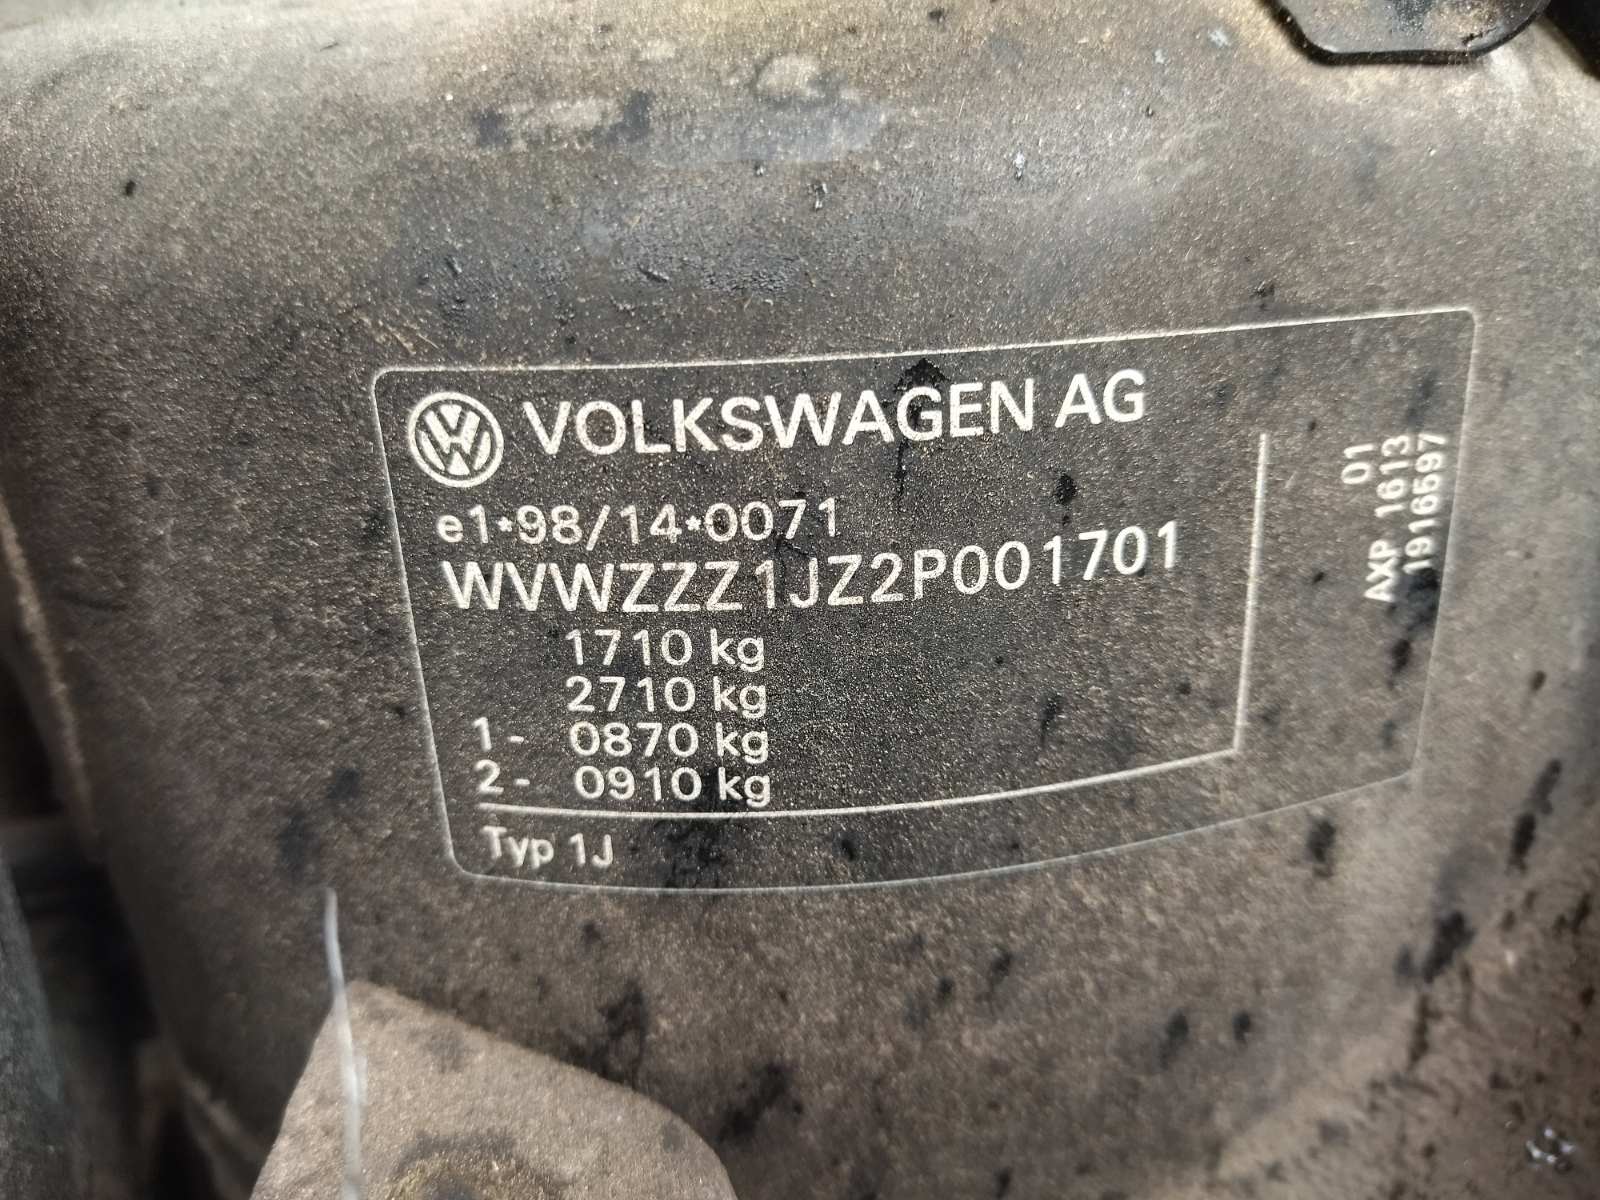 VOLKSWAGEN AG
e1*98/14*0071
WVWZZZ1JZ2P001701
1710 kg
2710 kg
1- 0870 kg
2- 0910 kg
Typ 1J
01
AXP 1613
1916597